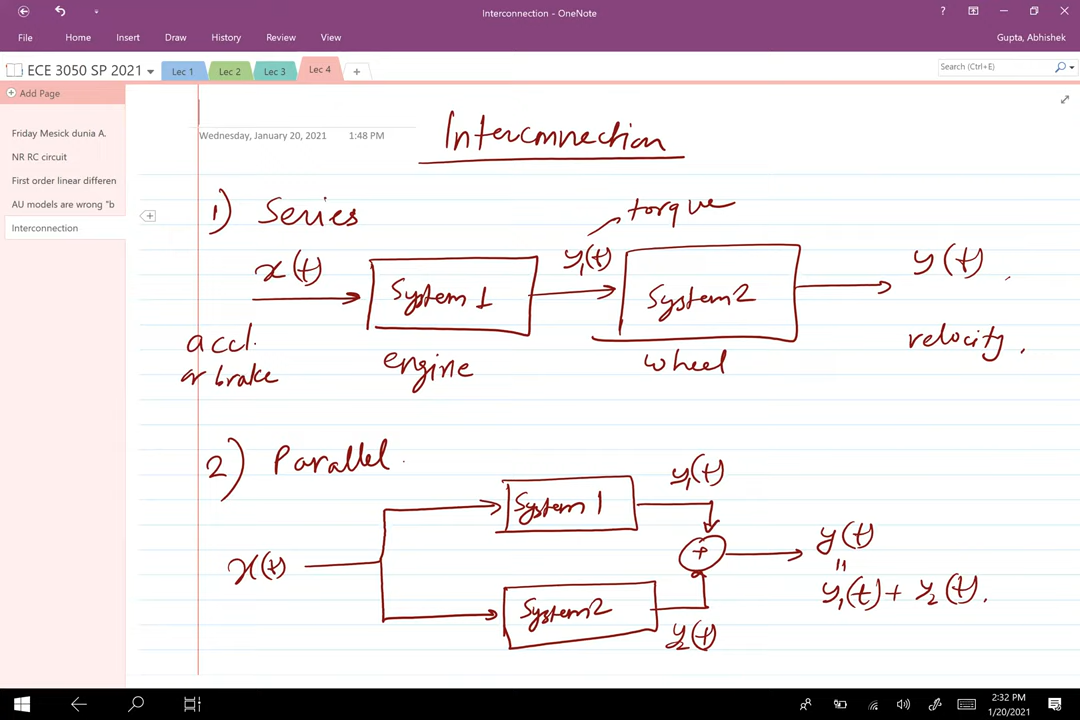 Interconnection - OneNote
?
File Home Insert Draw History Review View
Gupta, Abhishek
ECE 3050 SP 2021
Lec 1 Lec 2 Lec 3 Lec 4
Search (Ctrl+E)
Add Page
Friday Mesick dunia A.
NR RC circuit
First order linear differen
AU models are wrong "b
Interconnection
Wednesday, January 20, 2021 1:48 PM
Interconnection
1) Series
torque
x(t) System 1 y₁(t) System 2 y(t)
accl. or brake
engine
wheel
velocity.
2) Parallel.
System 1 y₁(t)
x(t) + y(t)
=
y₁(t) + y₂(t).
System 2 y₂(t)
2:32 PM
1/20/2021